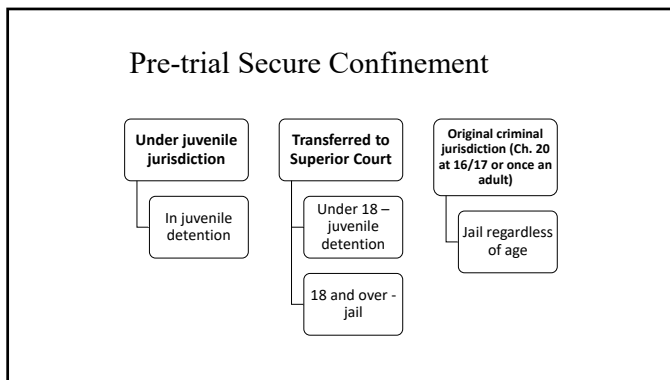 Pre-trial Secure Confinement
Under juvenile
jurisdiction
In juvenile
detention
Transferred to
Superior Court
Under 18 –
juvenile
detention
18 and over -
jail
Original criminal
jurisdiction (Ch. 20
at 16/17 or once an
adult)
Jail regardless
of age